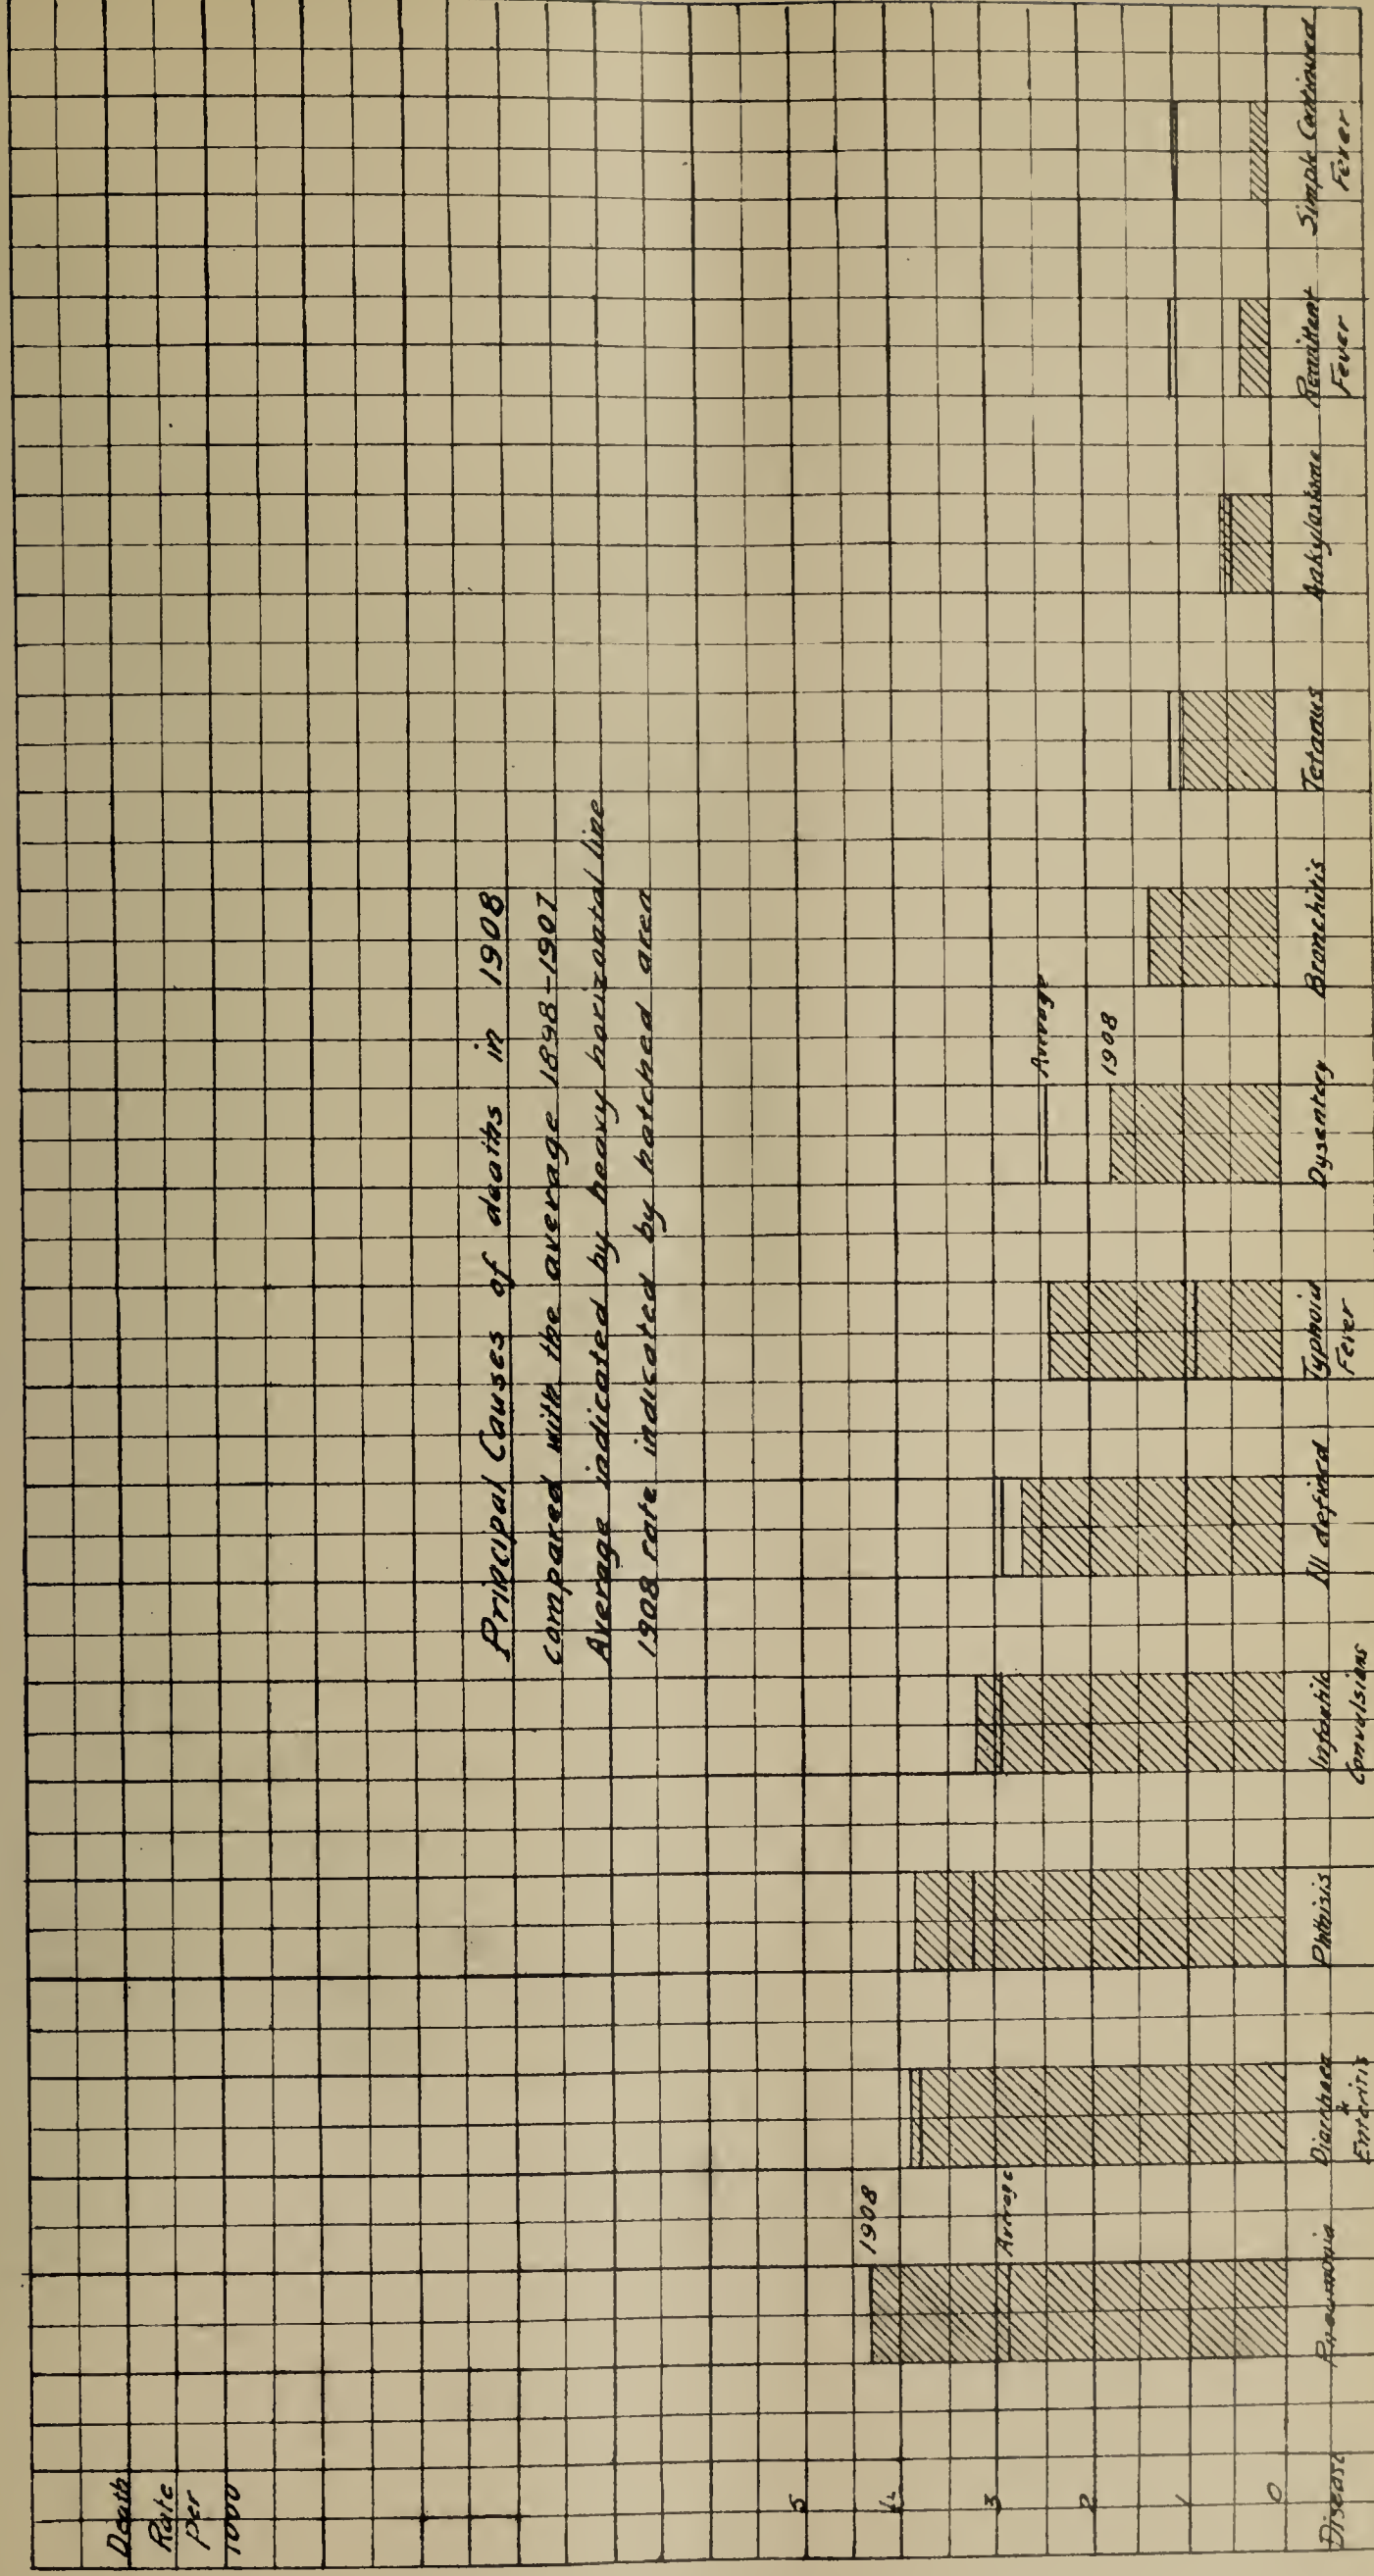 Death
Rate
Per
1000
Principal Causes of deaths in 1908
compared with the average 1898-1907
Average indicated by heavy horizontal line
1908 rate indicated by hatched area
5
4
3
2
1
0
1908
Average
Average
1908
Disease
Pneumonia
Diarrhaea
&
Enteritis
Phthisis
Infantile
Convulsions
Ill defined
Typhoid
Fever
Dysentery
Bronchitis
Tetanus
Remittent
Fever
Simple Continued
Fever